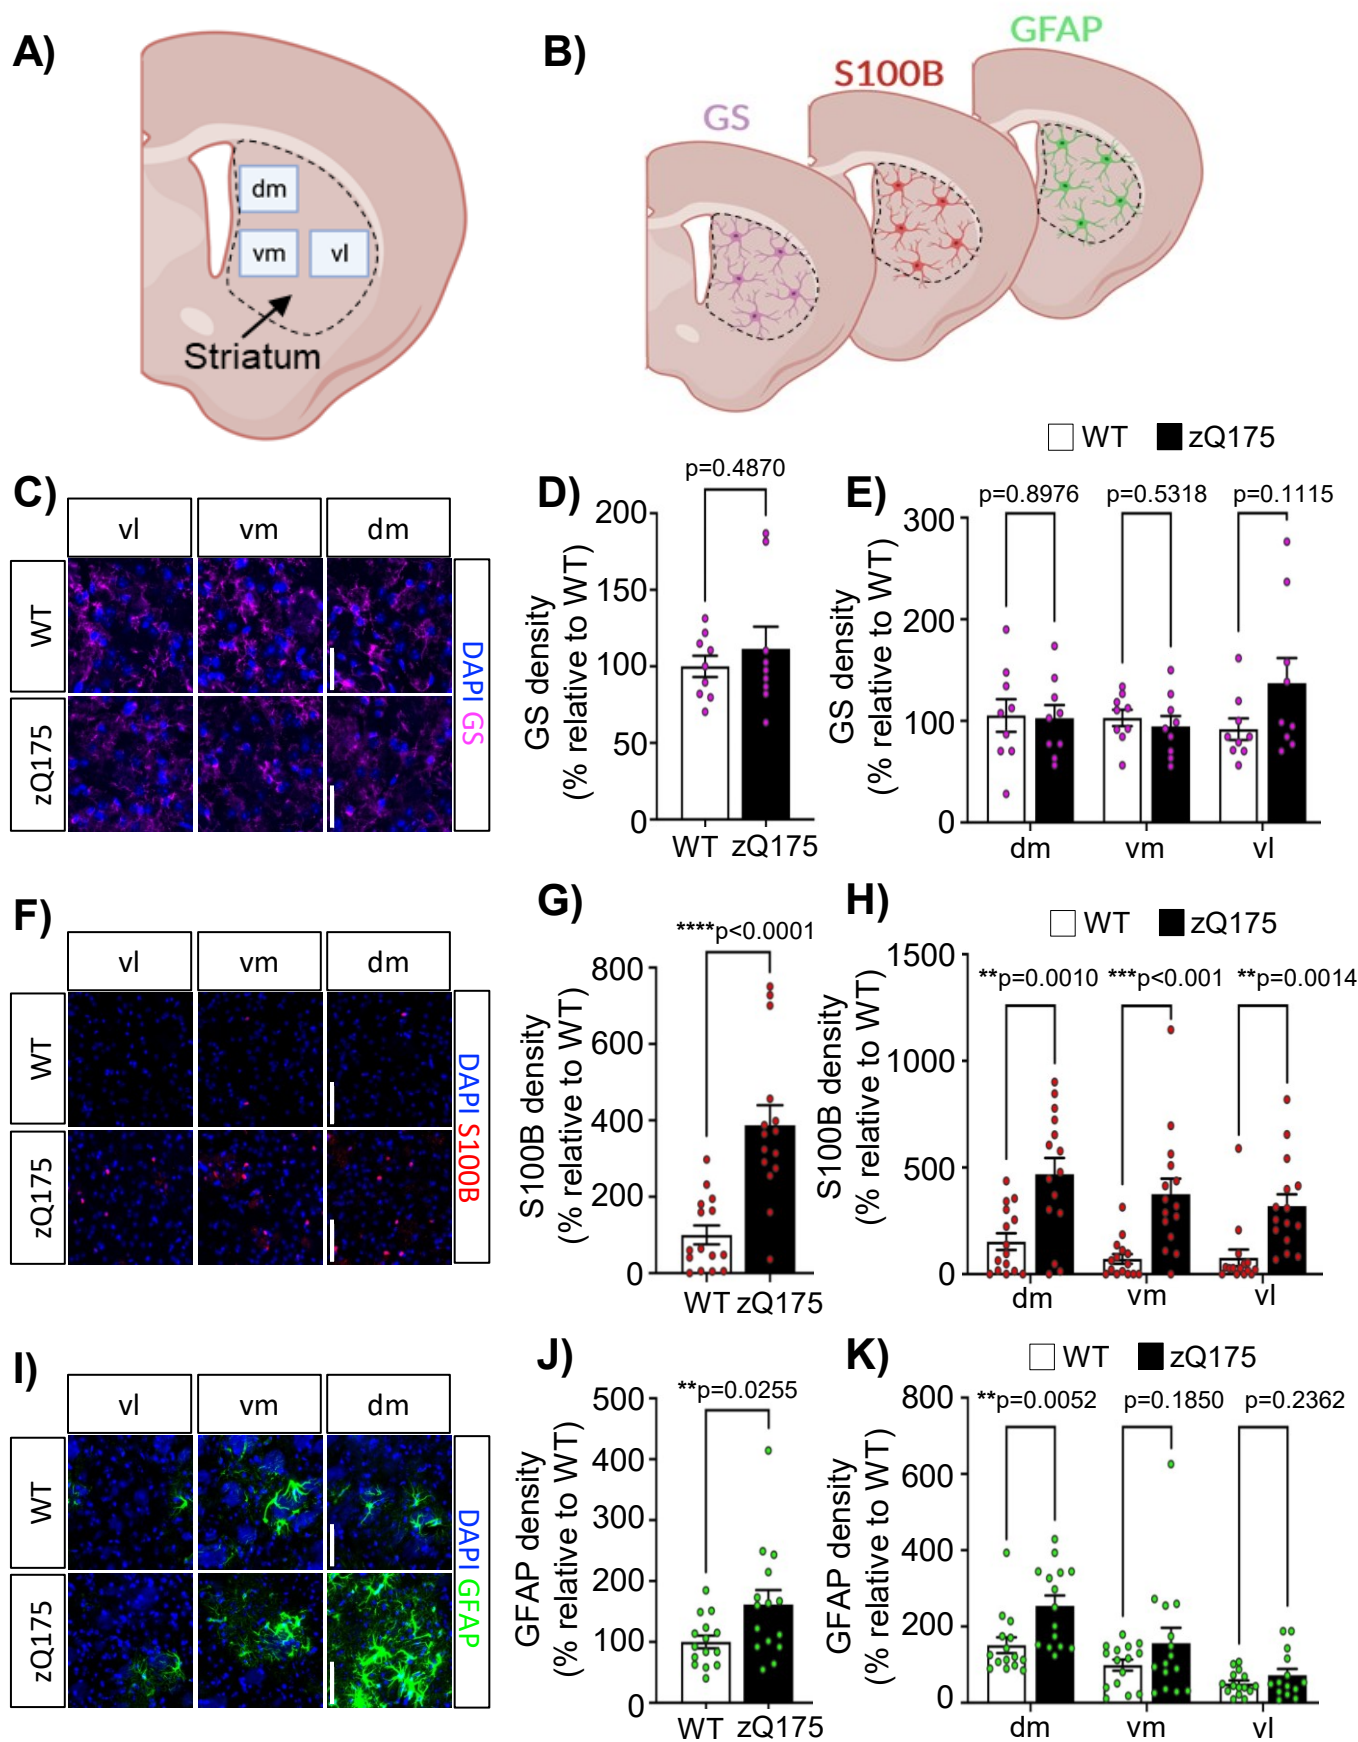 A)
dm
vm vl
Striatum
B)
GS
S100B
GFAP
WT zQ175
C)
vl vm dm
WT
zQ175
DAPI GS
D)
p=0.4870
GS density
(% relative to WT)
200
150
100
50
0
WT zQ175
E)
p=0.8976 p=0.5318 p=0.1115
GS density
(% relative to WT)
300
200
100
0
dm vm vl
F)
vl vm dm
WT
zQ175
DAPI S100B
G)
****p<0.0001
S100B density
(% relative to WT)
800
600
400
200
0
WT zQ175
H)
WT zQ175
**p=0.0010 ***p<0.001 **p=0.0014
S100B density
(% relative to WT)
1500
1000
500
0
dm vm vl
I)
vl vm dm
WT
zQ175
DAPI GFAP
J)
**p=0.0255
GFAP density
(% relative to WT)
500
400
300
200
100
0
WT zQ175
K)
WT zQ175
**p=0.0052 p=0.1850 p=0.2362
GFAP density
(% relative to WT)
800
600
400
200
0
dm vm vl